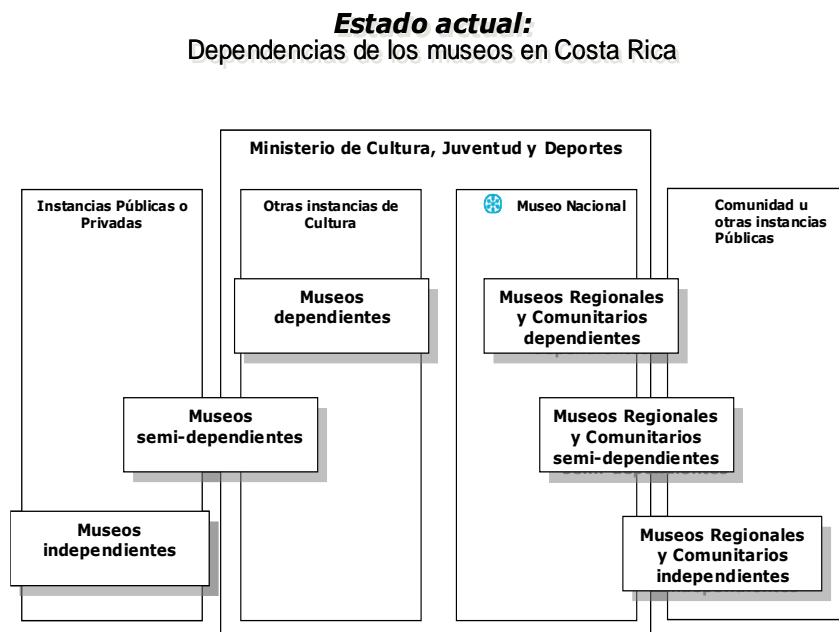 Estado actual:
Dependencias de los museos en Costa Rica
Ministerio de Cultura, Juventud y Deportes
Instancias Públicas o
Privadas
Otras instancias de
Cultura
Museo Nacional
Comunidad u
otras instancias
Públicas
Museos
dependientes
Museos Regionales
y Comunitarios
dependientes
Museos
semi-dependientes
Museos Regionales
y Comunitarios
semi-dependientes
Museos
independientes
Museos Regionales
y Comunitarios
independientes